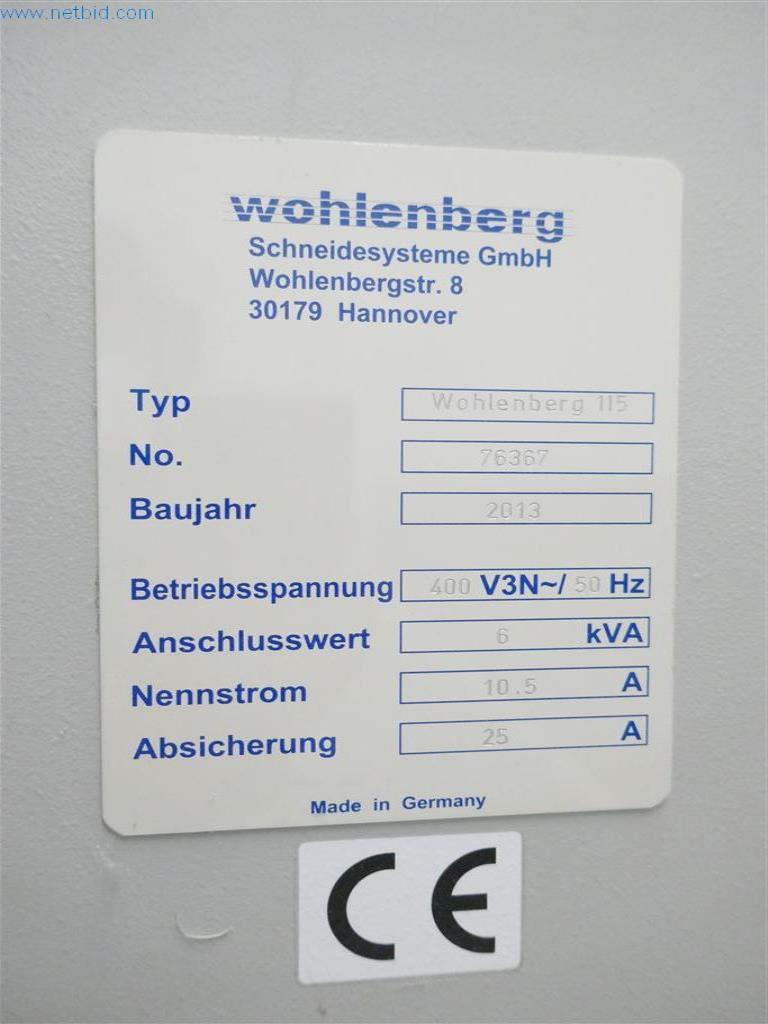 www.netbid.com
wohlenberg
Schneidesysteme GmbH
Wohlenbergstr. 8
30179 Hannover
Typ Wohlenberg 115
No. 76367
Baujahr 2013
Betriebsspannung 400 V3N~/ 50 Hz
Anschlusswert 6 kVA
Nennstrom 10.5 A
Absicherung 25 A
Made in Germany
CE